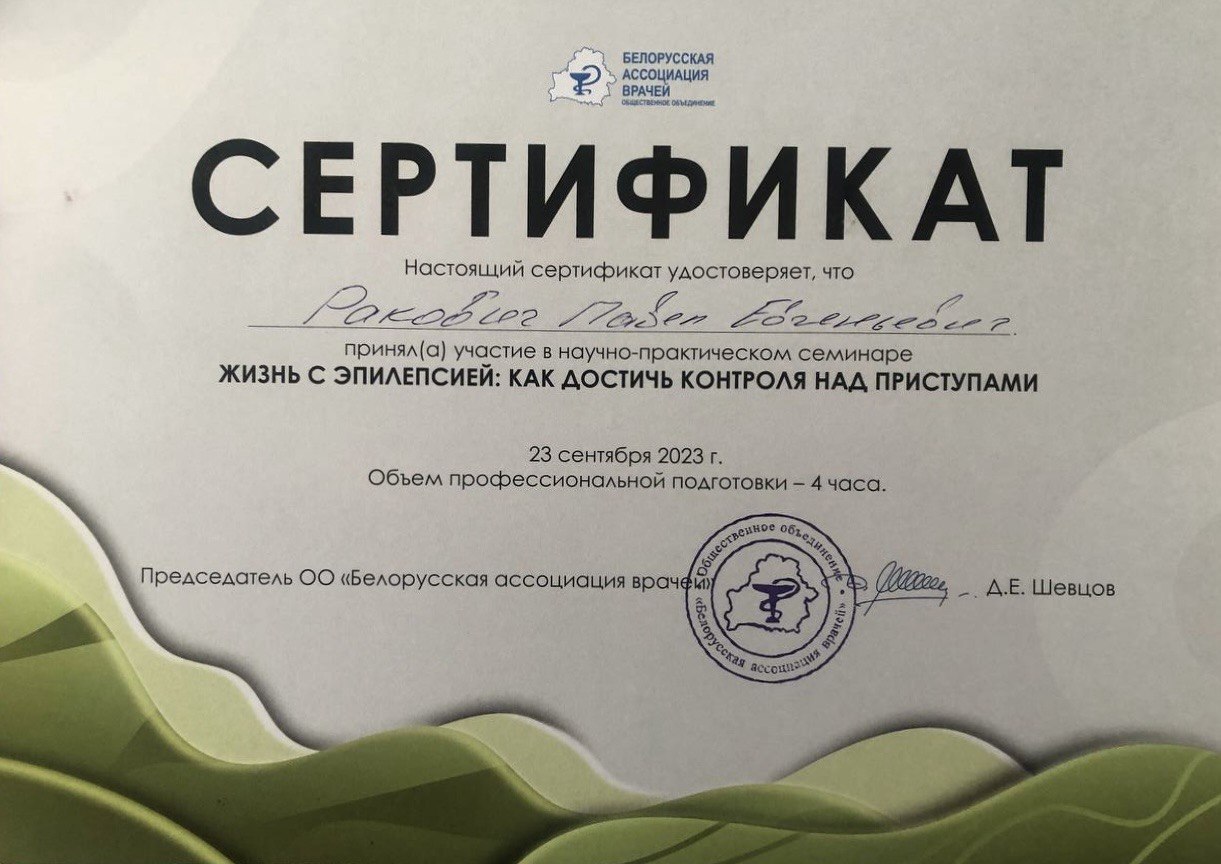 БЕЛОРУССКАЯ
АССОЦИАЦИЯ
ВРАЧЕЙ
ОБЩЕСТВЕННОЕ ОБЪЕДИНЕНИЕ
СЕРТИФИКАТ
Настоящий сертификат удостоверяет, что
Ракович Павел Евгеньевич
принял(а) участие в научно-практическом семинаре
ЖИЗНЬ С ЭПИЛЕПСИЕЙ: КАК ДОСТИЧЬ КОНТРОЛЯ НАД ПРИСТУПАМИ
23 сентября 2023 г.
Объем профессиональной подготовки – 4 часа.
Председатель ОО «Белорусская ассоциация врачей» Д.Е. Шевцов
Общественное объединение
«Белорусская ассоциация врачей»